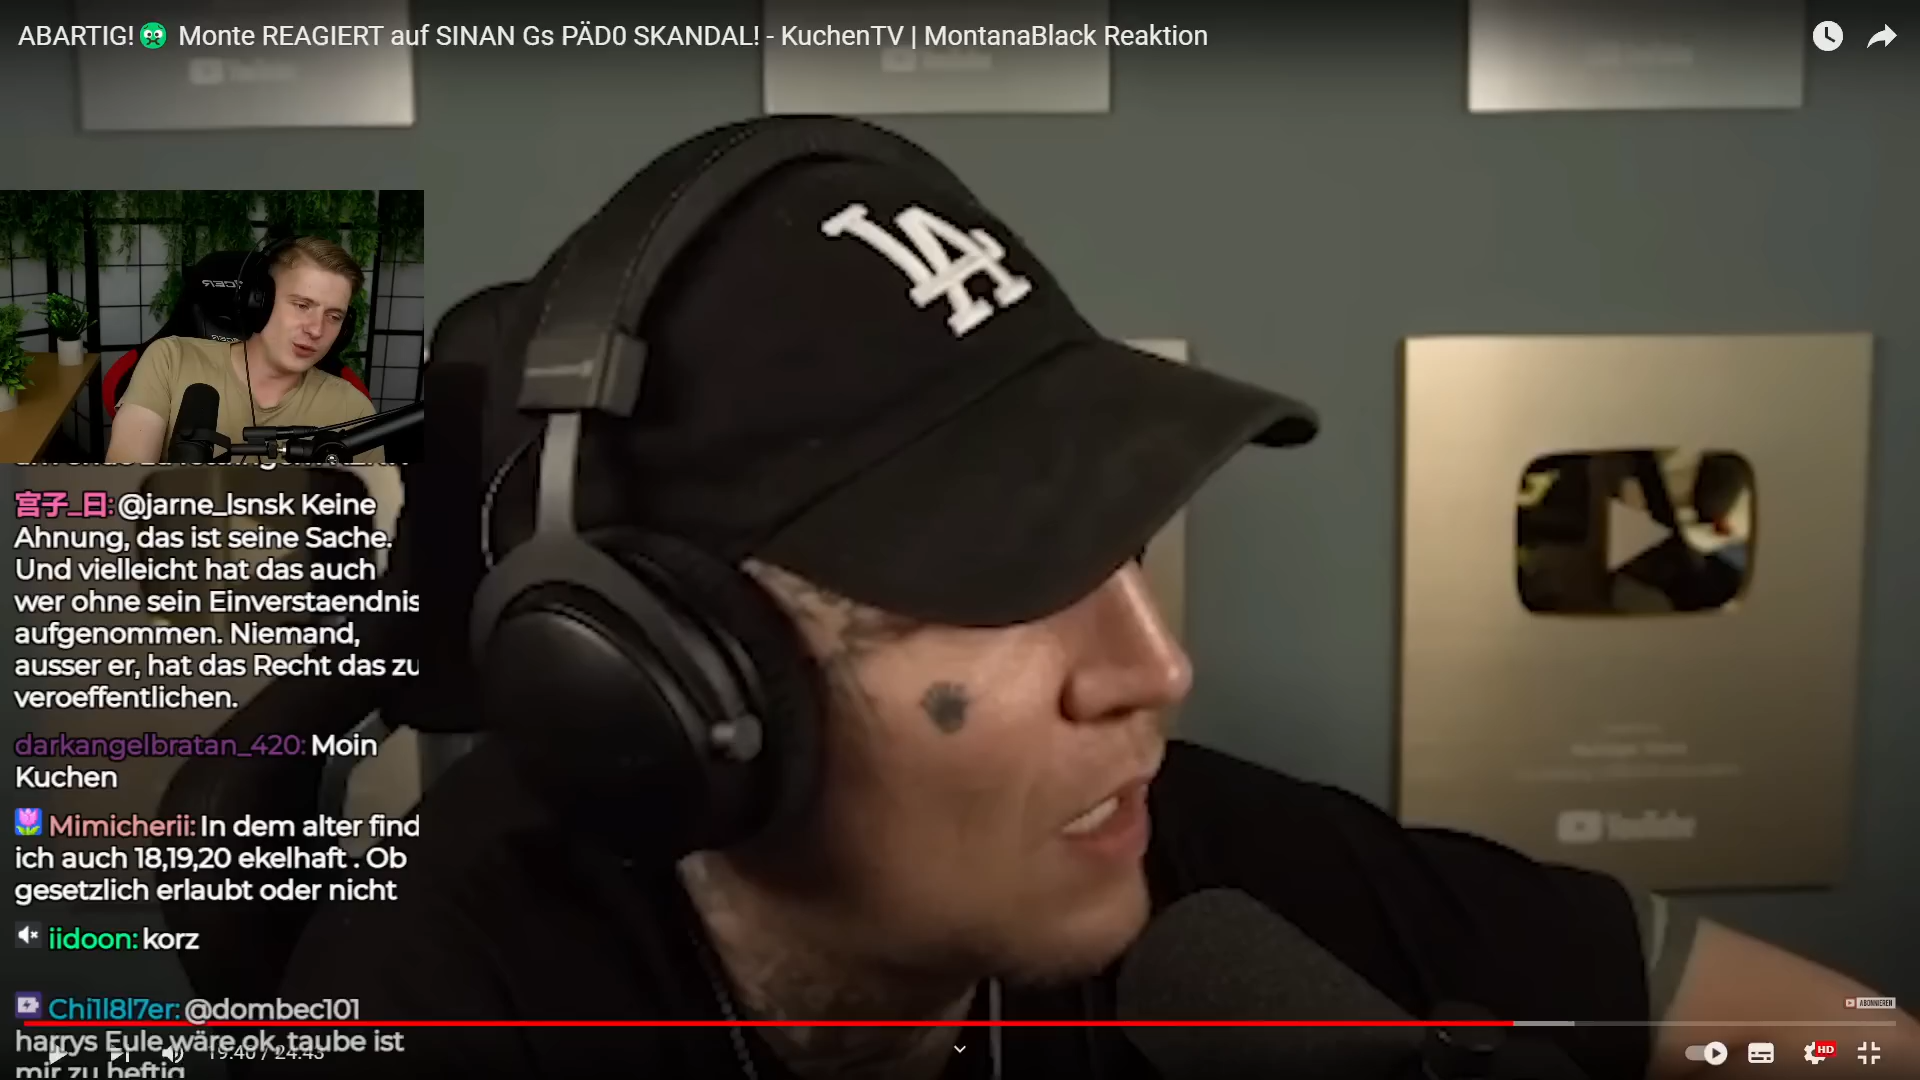 ABARTIG! Monte REAGIERT auf SINAN Gs PÄD0 SKANDAL! - KuchenTV | MontanaBlack Reaktion
YouTube
LA
宮子_日: @jarne_lsnsk Keine
Ahnung, das ist seine Sache.
Und vielleicht hat das auch
wer ohne sein Einverstaendnis
aufgenommen. Niemand,
ausser er, hat das Recht das zu
veroeffentlichen.
darkangelbratan_420: Moin
Kuchen
Mimicherii: In dem alter find
ich auch 18,19,20 ekelhaft . Ob
gesetzlich erlaubt oder nicht
iidoon: korz
Chi1l8l7er: @dombec101
harrys Eule wäre ok, taube ist
mir zu heftig
19:40 / 24:43
YouTube
ABONNIEREN
HD